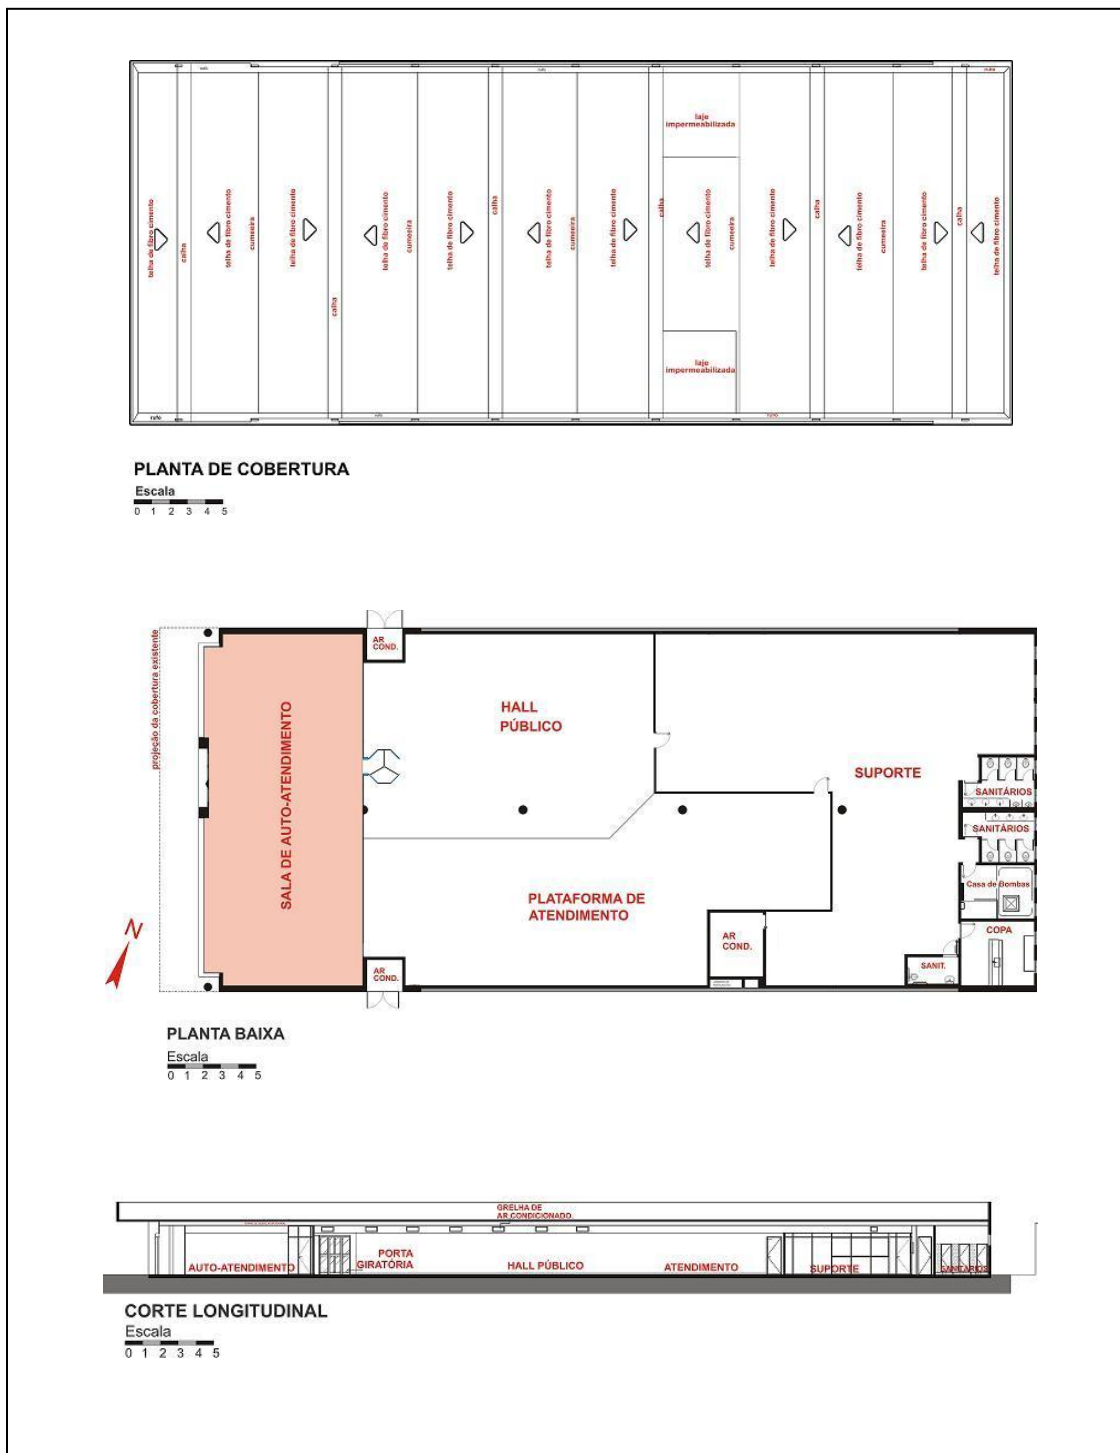 rufo
rufo
rufo
laje
impermeabilizada
telha de fibro cimento
calha
telha de fibro cimento
cumeeira
telha de fibro cimento
calha
telha de fibro cimento
cumeeira
telha de fibro cimento
calha
telha de fibro cimento
cumeeira
telha de fibro cimento
calha
telha de fibro cimento
cumeeira
telha de fibro cimento
calha
telha de fibro cimento
cumeeira
telha de fibro cimento
calha
telha de fibro cimento
laje
impermeabilizada
rufo
rufo
rufo
PLANTA DE COBERTURA
Escala
0 1 2 3 4 5
projeção da cobertura existente
AR
COND.
SALA DE AUTO-ATENDIMENTO
HALL
PÚBLICO
SUPORTE
SANITÁRIOS
SANITÁRIOS
Casa de Bombas
PLATAFORMA DE
ATENDIMENTO
AR
COND.
COPA
SANIT.
AR
COND.
N
PLANTA BAIXA
Escala
0 1 2 3 4 5
GRELHA DE
AR CONDICIONADO
AUTO-ATENDIMENTO
PORTA
GIRATÓRIA
HALL PÚBLICO
ATENDIMENTO
SUPORTE
SANITÁRIOS
CORTE LONGITUDINAL
Escala
0 1 2 3 4 5